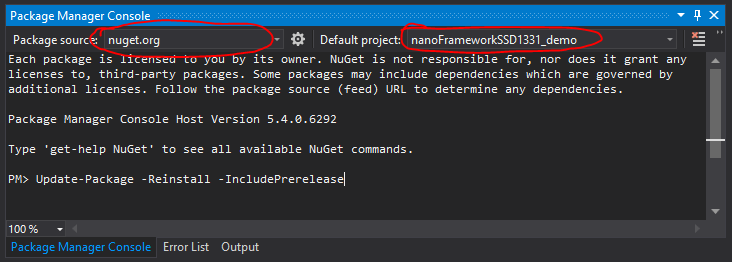 Package Manager Console
Package source: nuget.org Default project: nanoFrameworkSSD1331_demo
Each package is licensed to you by its owner. NuGet is not responsible for, nor does it grant any
licenses to, third-party packages. Some packages may include dependencies which are governed by
additional licenses. Follow the package source (feed) URL to determine any dependencies.
Package Manager Console Host Version 5.4.0.6292
Type 'get-help NuGet' to see all available NuGet commands.
PM> Update-Package -Reinstall -IncludePrerelease
100 %
Package Manager Console Error List Output